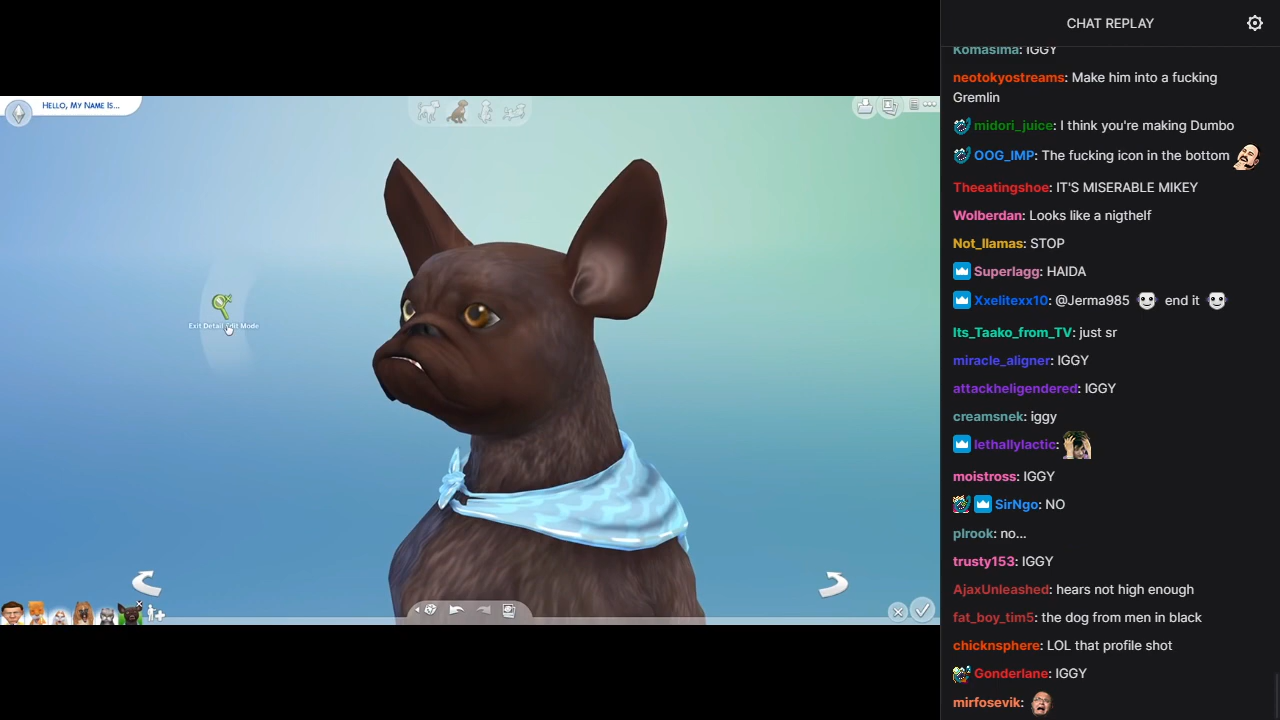 HELLO, MY NAME IS...
Exit Detail Edit Mode
CHAT REPLAY
Komasima: IGGY
neotokyostreams: Make him into a fucking
Gremlin
midori_juice: I think you're making Dumbo
OOG_IMP: The fucking icon in the bottom
Theeatingshoe: IT'S MISERABLE MIKEY
Wolberdan: Looks like a nigthelf
Not_llamas: STOP
Superlagg: HAIDA
Xxelitexx10: @Jerma985 end it
Its_Taako_from_TV: just sr
miracle_aligner: IGGY
attackheligendered: IGGY
creamsnek: iggy
lethallylactic:
moistross: IGGY
SirNgo: NO
plrook: no...
trusty153: IGGY
AjaxUnleashed: hears not high enough
fat_boy_tim5: the dog from men in black
chicknsphere: LOL that profile shot
Gonderlane: IGGY
mirfosevik: